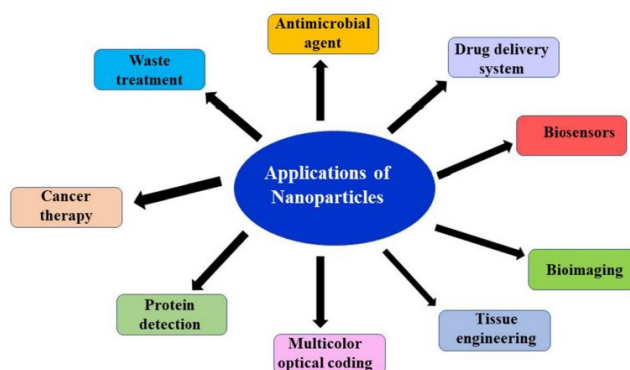 Antimicrobial
agent
Drug delivery
system
Waste
treatment
Biosensors
Applications of
Nanoparticles
Cancer
therapy
Bioimaging
Protein
detection
Tissue
engineering
Multicolor
optical coding